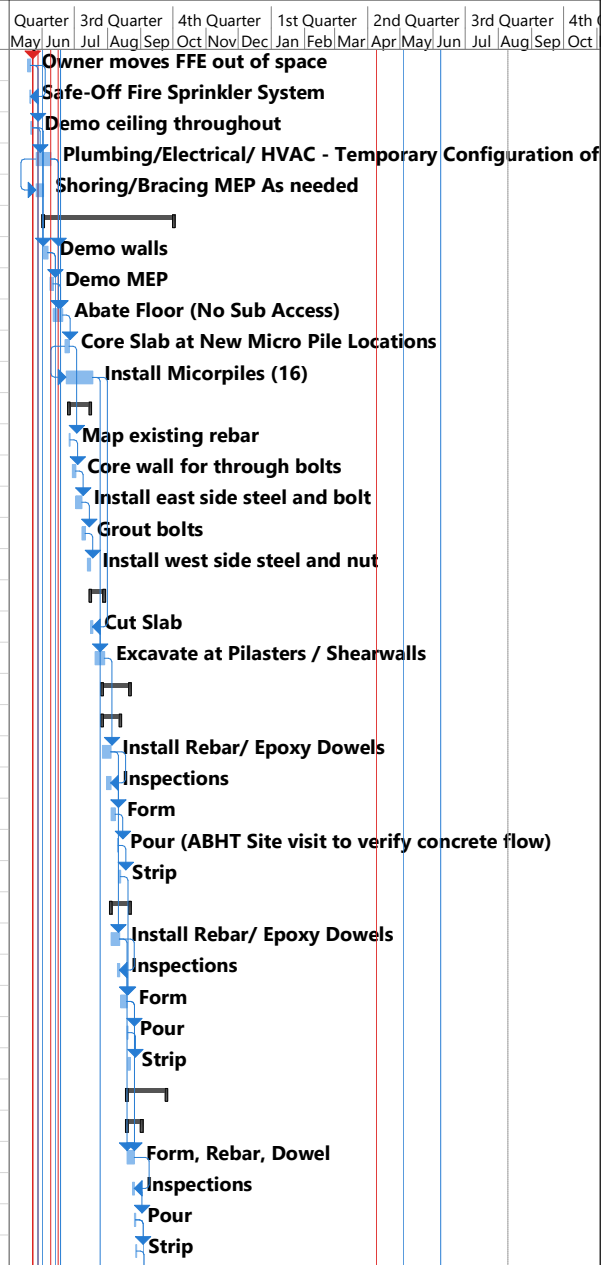 Quarter 3rd Quarter 4th Quarter 1st Quarter 2nd Quarter 3rd Quarter 4th
May Jun Jul Aug Sep Oct Nov Dec Jan Feb Mar Apr May Jun Jul Aug Sep Oct
Owner moves FFE out of space
Safe-Off Fire Sprinkler System
Demo ceiling throughout
Plumbing/Electrical/ HVAC - Temporary Configuration of
Shoring/Bracing MEP As needed
Demo walls
Demo MEP
Abate Floor (No Sub Access)
Core Slab at New Micro Pile Locations
Install Micorpiles (16)
Map existing rebar
Core wall for through bolts
Install east side steel and bolt
Grout bolts
Install west side steel and nut
Cut Slab
Excavate at Pilasters / Shearwalls
Install Rebar/ Epoxy Dowels
Inspections
Form
Pour (ABHT Site visit to verify concrete flow)
Strip
Install Rebar/ Epoxy Dowels
Inspections
Form
Pour
Strip
Form, Rebar, Dowel
Inspections
Pour
Strip